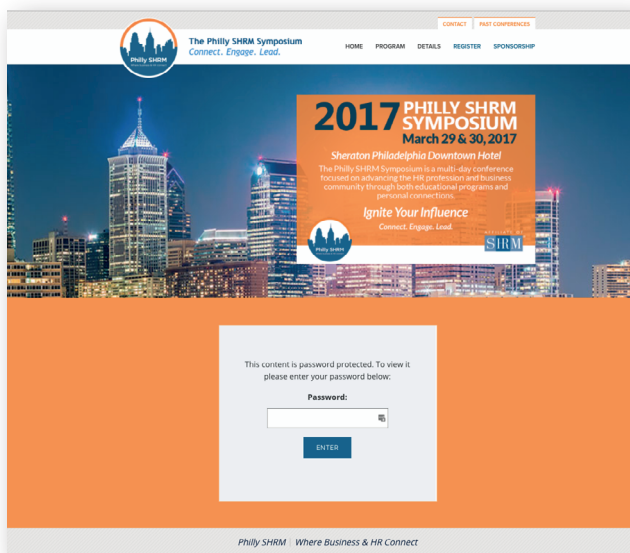 CONTACT
PAST CONFERENCES
Philly SHRM
The Philly SHRM Symposium
Connect. Engage. Lead.
HOME
PROGRAM
DETAILS
REGISTER
SPONSORSHIP
2017 PHILLY SHRM
SYMPOSIUM
March 29 & 30, 2017
Sheraton Philadelphia Downtown Hotel
The Philly SHRM Symposium is a multi-day conference
focused on advancing the HR profession and business
community through both educational programs and
personal connections.
Ignite Your Influence
Connect. Engage. Lead.
Philly SHRM
AFFILIATE OF
SHRM
This content is password protected. To view it
please enter your password below:
Password:
ENTER
Philly SHRM | Where Business & HR Connect